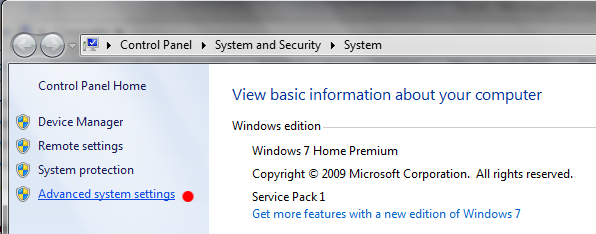 Control Panel System and Security System
Control Panel Home
Device Manager
Remote settings
System protection
Advanced system settings
View basic information about your computer
Windows edition
Windows 7 Home Premium
Copyright © 2009 Microsoft Corporation. All rights reserved.
Service Pack 1
Get more features with a new edition of Windows 7